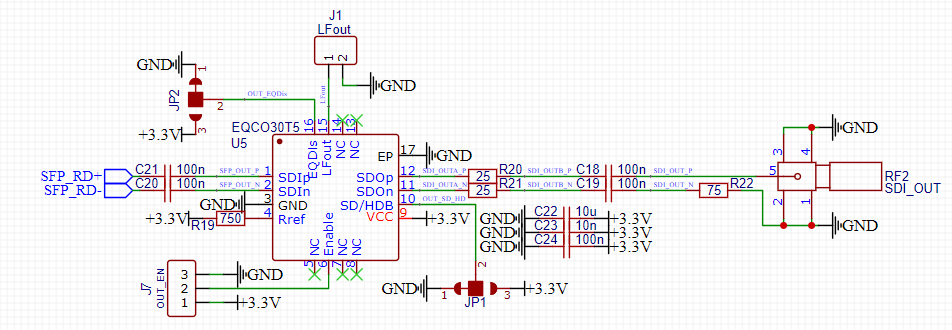 J1
LFout
1
2
GND
GND
1
JP2
2
OUT_EQDis
LFout
+3.3V
3
EQCO30T5
U5
16
15
14
13
EQDis
LFout
NC
NC
EP
17
GND
SFP_RD+
C21
100n
SFP_OUT_P
1
SDIp
SDOp
12
SDI_OUTA_P
25
R20
SDI_OUTB_P
C18
100n
SDI_OUT_P
SFP_RD-
C20
100n
SFP_OUT_N
2
SDIn
SDOn
11
SDI_OUTA_N
25
R21
SDI_OUTB_N
C19
100n
SDI_OUT_N
75
R22
GND
3
GND
SD/HDB
10
OUT_SD_HD
+3.3V
R19
750
4
Rref
VCC
9
+3.3V
NC
Enable
NC
NC
5
6
7
8
3
4
GND
5
RF2
SDI_OUT
2
1
GND
GND
C22
10u
+3.3V
GND
C23
10n
+3.3V
GND
C24
100n
+3.3V
J7
OUT_EN
3
GND
2
1
+3.3V
2
GND
1
JP1
3
+3.3V